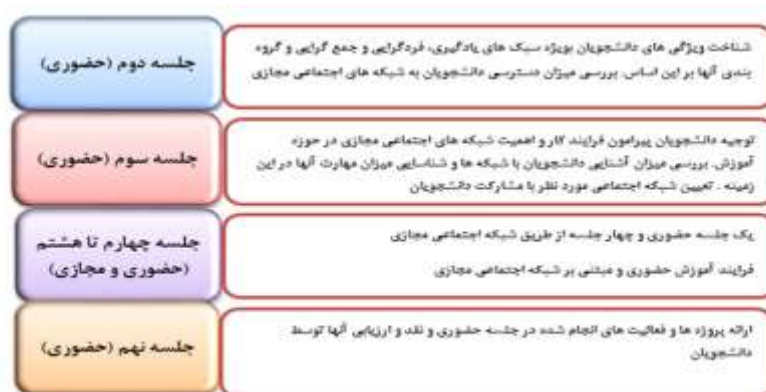 جلسه دوم (حضوری)
شناخت ویژگی های دانشجویان بویژه سبک های یادگیری، فردگرایی و جمع گرایی و گروه
بندی آنها بر این اساس. بررسی میزان دسترسی دانشجویان به شبکه های اجتماعی مجازی
جلسه سوم (حضوری)
توجیه دانشجویان پیرامون فرایند کار و اهمیت شبکه های اجتماعی مجازی در حوزه
آموزش. بررسی میزان آشنایی دانشجویان با شبکه ها و شناسایی میزان مهارت آنها در این
زمینه . تعیین شبکه اجتماعی مورد نظر با مشارکت دانشجویان
جلسه چهارم تا هشتم
(حضوری و مجازی)
یک جلسه حضوری و چهار جلسه از طریق شبکه اجتماعی مجازی
فرایند آموزش حضوری و مبتنی بر شبکه اجتماعی مجازی
جلسه نهم (حضوری)
ارائه پروژه ها و فعالیت های انجام شده در جلسه حضوری و نقد و ارزیابی آنها توسط
دانشجویان